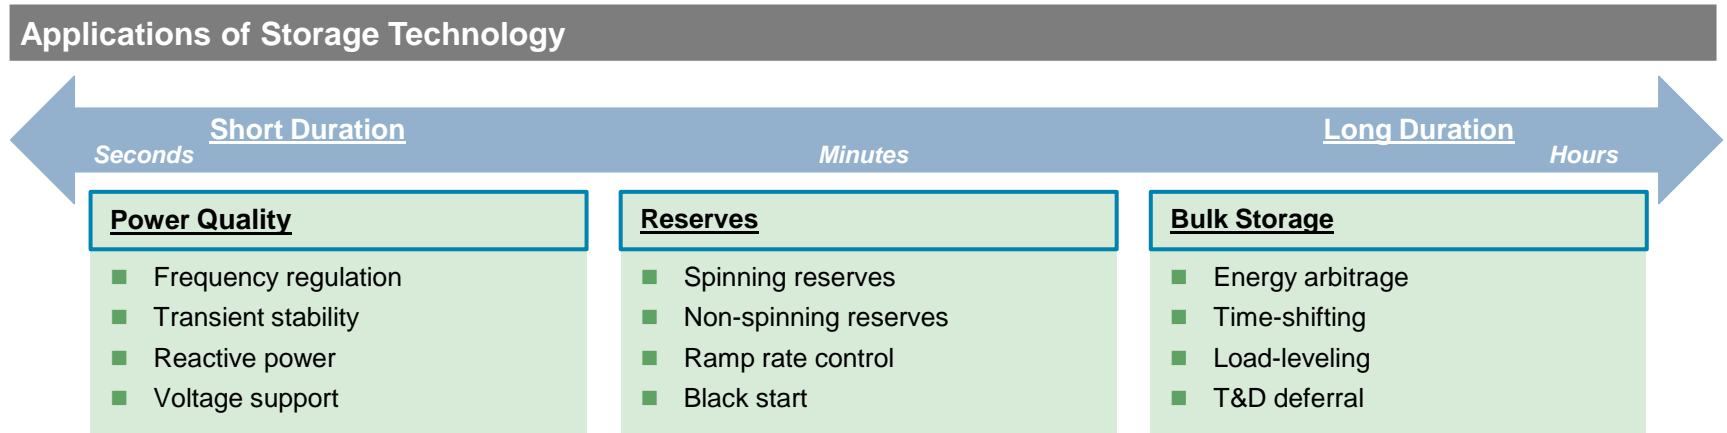 Applications of Storage Technology
Short Duration
Long Duration
Seconds
Minutes
Hours
Power Quality
Frequency regulation
Transient stability
Reactive power
Voltage support
Reserves
Spinning reserves
Non-spinning reserves
Ramp rate control
Black start
Bulk Storage
Energy arbitrage
Time-shifting
Load-leveling
T&D deferral